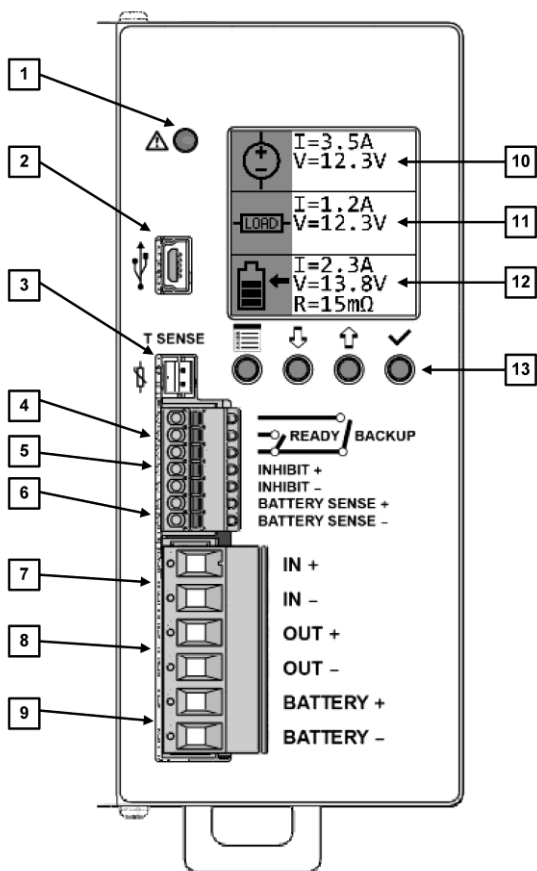 1
2
3
4
5
6
7
8
9
10
11
12
13
I=3.5A
V=12.3V
LOAD
I=1.2A
V=12.3V
I=2.3A
V=13.8V
R=15mΩ
T SENSE
READY
BACKUP
INHIBIT +
INHIBIT –
BATTERY SENSE +
BATTERY SENSE –
IN +
IN –
OUT +
OUT –
BATTERY +
BATTERY –